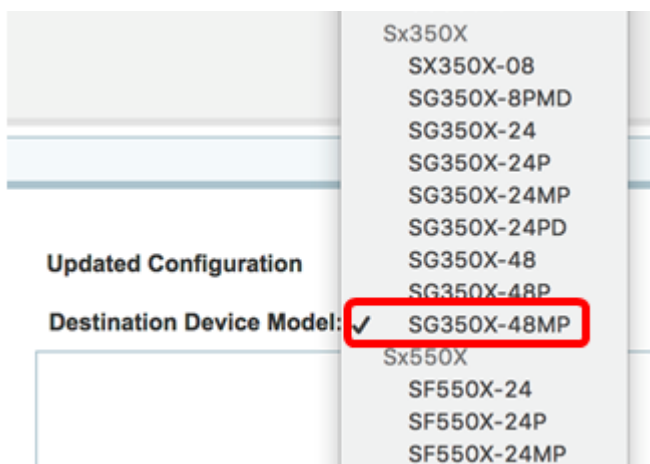 Sx350X
SX350X-08
SG350X-8PMD
SG350X-24
SG350X-24P
SG350X-24MP
SG350X-24PD
Updated Configuration
SG350X-48
SG350X-48P
Destination Device Model: ✓ SG350X-48MP
Sx550X
SF550X-24
SF550X-24P
SF550X-24MP